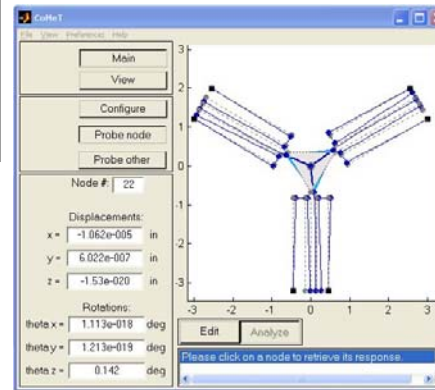 CoMeT
File View Preferences Help
Main
View
Configure
Probe node
Probe other
Node #: 22
Displacements:
x = -1.062e-005 in
y = 6.022e-007 in
z = -1.53e-020 in
Rotations:
theta x = 1.113e-018 deg
theta y = 1.213e-019 deg
theta z = 0.142 deg
3
2
1
0
-1
-2
-3
-3 -2 -1 0 1 2 3
Edit
Analyze
Please click on a node to retrieve its response.